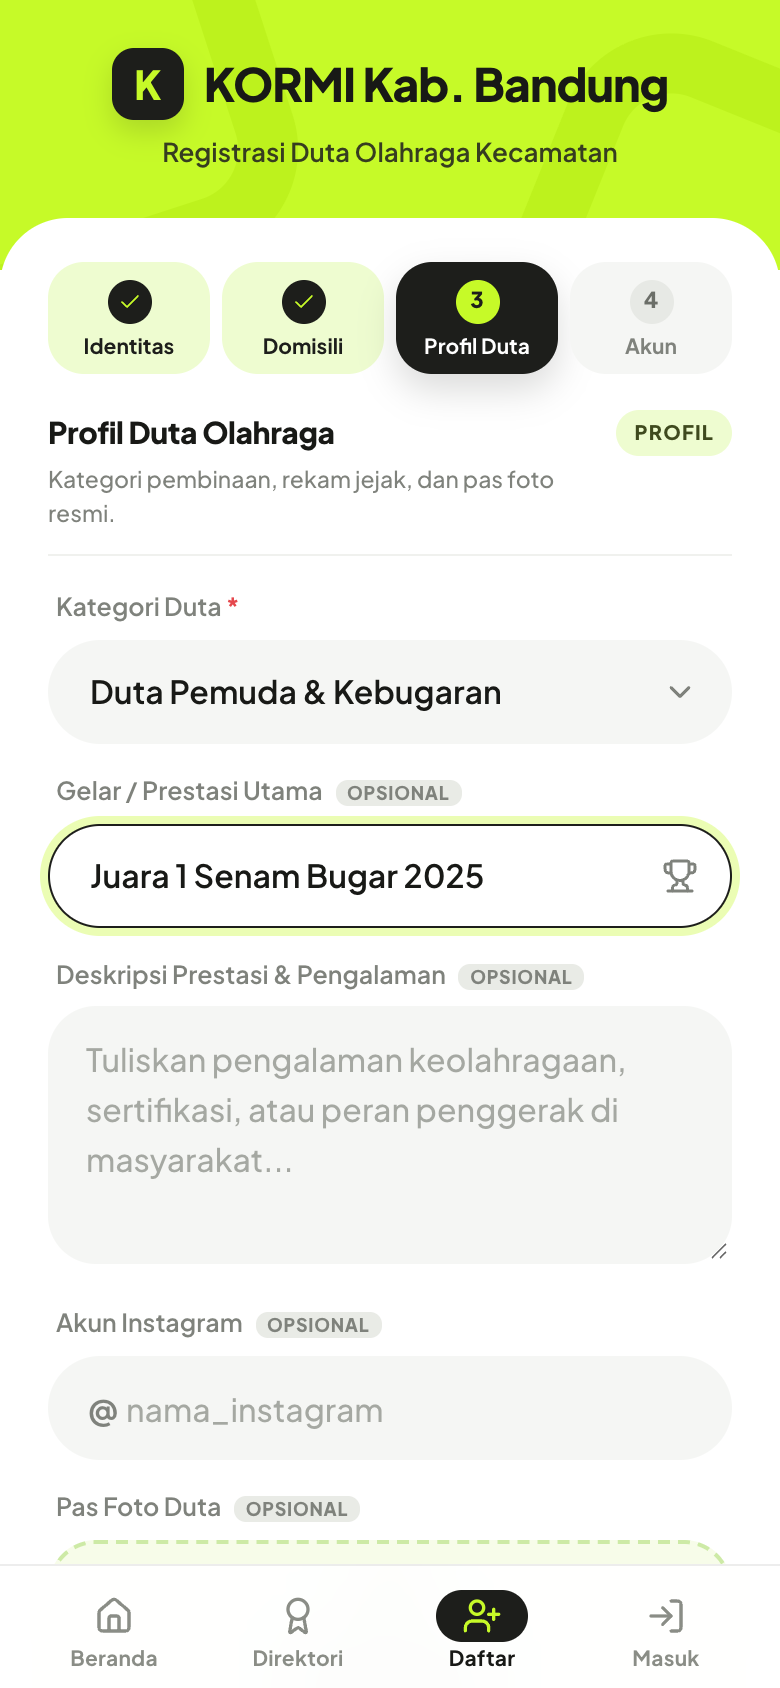 K KORMI Kab. Bandung
Registrasi Duta Olahraga Kecamatan
Identitas
Domisili
3
Profil Duta
4
Akun
Profil Duta Olahraga
PROFIL
Kategori pembinaan, rekam jejak, dan pas foto
resmi.
Kategori Duta *
Duta Pemuda & Kebugaran
Gelar / Prestasi Utama OPSIONAL
Juara 1 Senam Bugar 2025
Deskripsi Prestasi & Pengalaman OPSIONAL
Tuliskan pengalaman keolahragaan,
sertifikasi, atau peran penggerak di
masyarakat...
Akun Instagram OPSIONAL
@ nama_instagram
Pas Foto Duta OPSIONAL
Beranda
Direktori
Daftar
Masuk